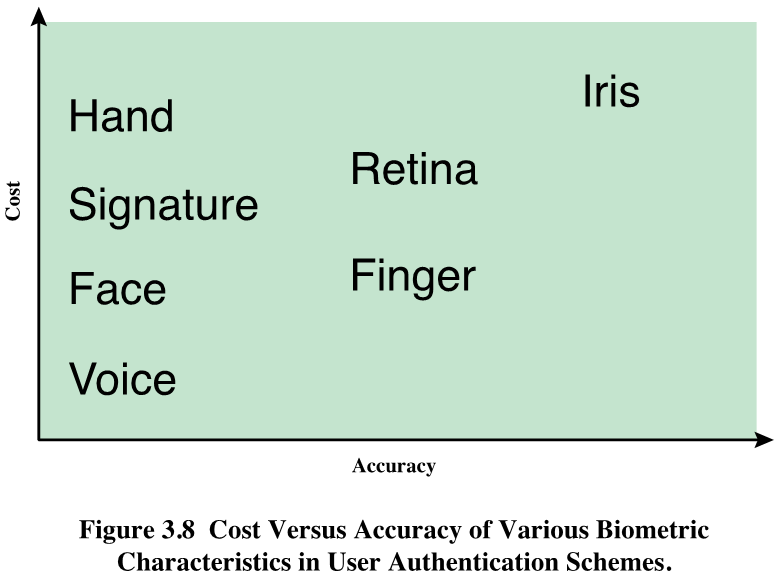 Iris
Hand
Retina
Signature
Finger
Face
Voice
Cost
Accuracy
Figure 3.8 Cost Versus Accuracy of Various Biometric
Characteristics in User Authentication Schemes.